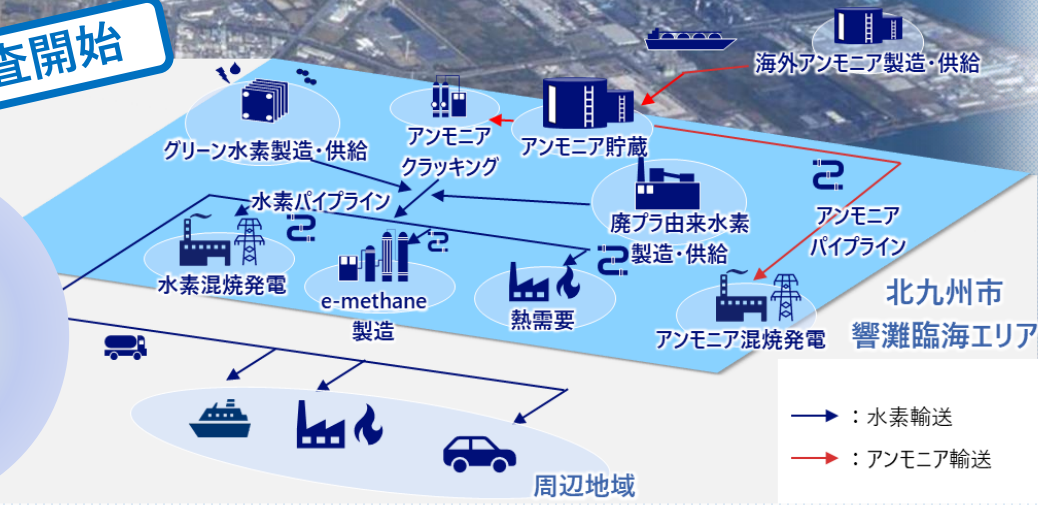 査開始
海外アンモニア製造・供給
グリーン水素製造・供給
アンモニア
クラッキング
アンモニア貯蔵
水素パイプライン
廃プラ由来水素
製造・供給
アンモニア
パイプライン
水素混焼発電
e-methane
製造
熱需要
アンモニア混焼発電
北九州市
響灘臨海エリア
周辺地域
：水素輸送
：アンモニア輸送